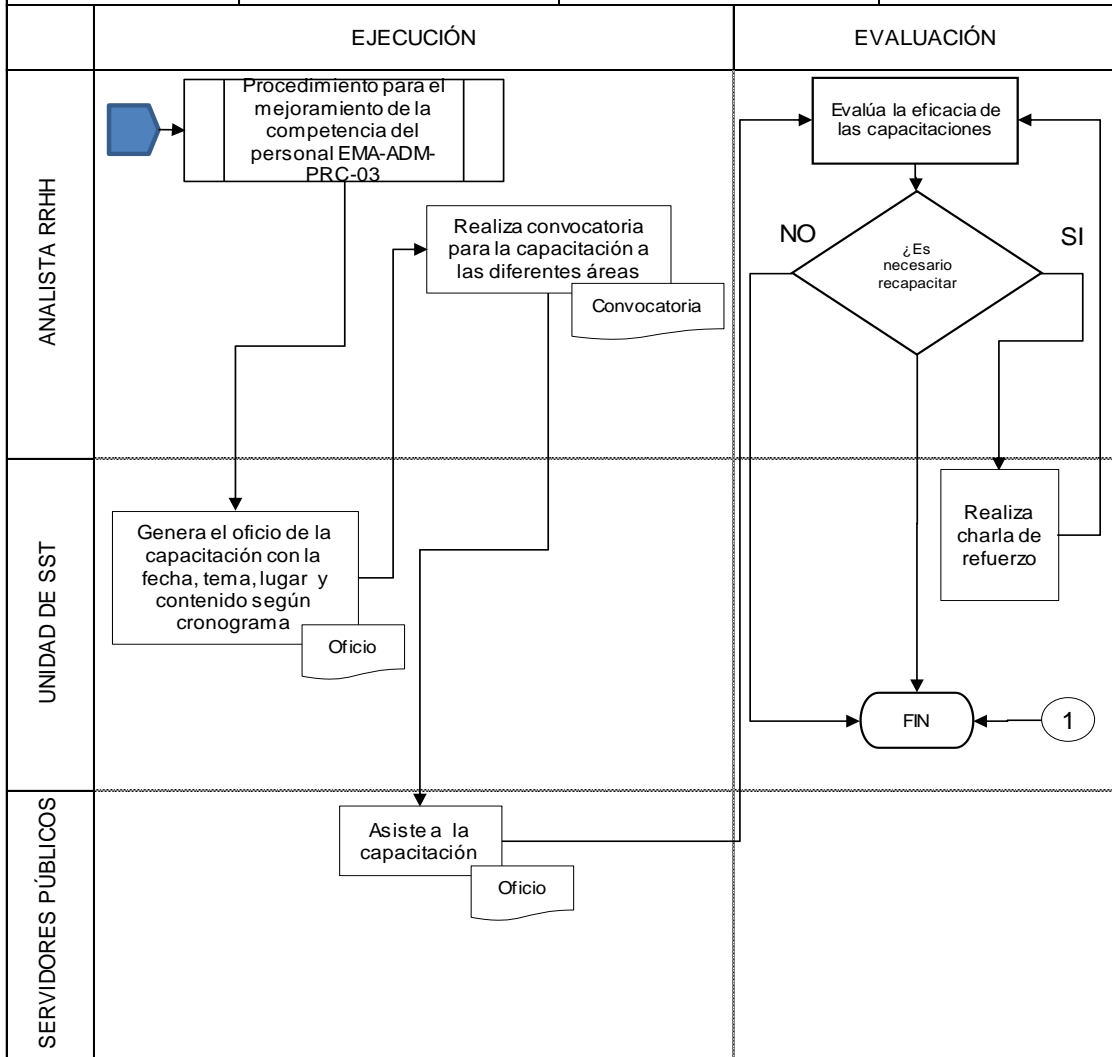 EJECUCIÓN
EVALUACIÓN
ANALISTA RRHH
Procedimiento para el
mejoramiento de la
competencia del
personal EMA-ADM-
PRC-03
Realiza convocatoria
para la capacitación a
las diferentes áreas
Convocatoria
Evalúa la eficacia de
las capacitaciones
NO
SI
¿Es
necesario
recapacitar
UNIDAD DE SST
Genera el oficio de la
capacitación con la
fecha, tema, lugar y
contenido según
cronograma
Oficio
Realiza
charla de
refuerzo
FIN
1
SERVIDORES PÚBLICOS
Asiste a la
capacitación
Oficio